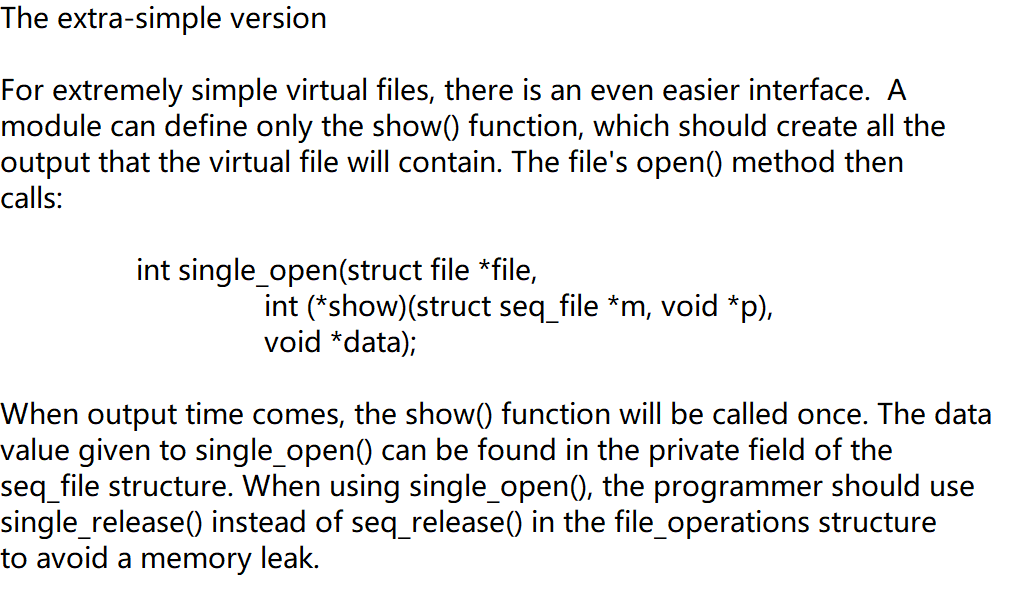 The extra-simple version
For extremely simple virtual files, there is an even easier interface.  A
module can define only the show() function, which should create all the
output that the virtual file will contain. The file's open() method then
calls:
int single_open(struct file *file,
int (*show)(struct seq_file *m, void *p),
void *data);
When output time comes, the show() function will be called once. The data
value given to single_open() can be found in the private field of the
seq_file structure. When using single_open(), the programmer should use
single_release() instead of seq_release() in the file_operations structure
to avoid a memory leak.